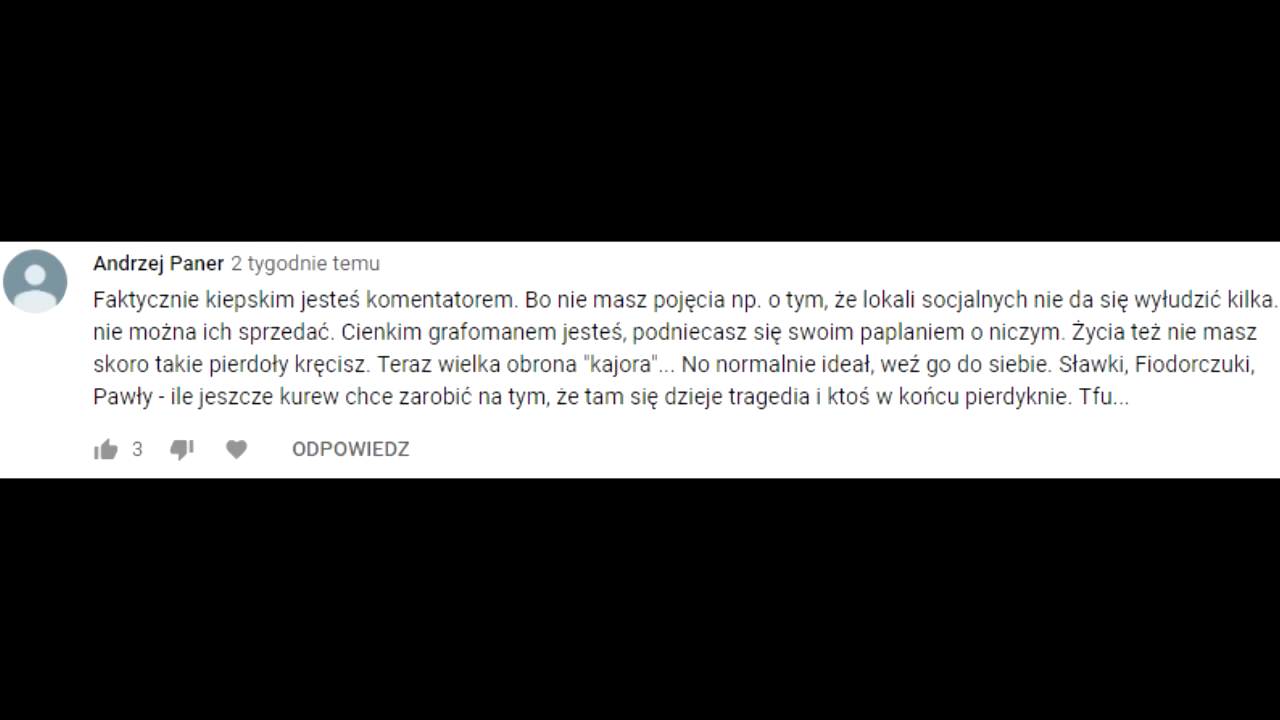 Andrzej Paner 2 tygodnie temu
Faktycznie kiepskim jesteś komentatorem. Bo nie masz pojęcia np. o tym, że lokali socjalnych nie da się wyłudzić kilka.
nie można ich sprzedać. Cienkim grafomanem jesteś, podniecasz się swoim paplaniem o niczym. Życia też nie masz
skoro takie pierdoły kręcisz. Teraz wielka obrona "kajora"... No normalnie ideał, weź go do siebie. Sławki, Fiodorczuki,
Pawły - ile jeszcze kurew chce zarobić na tym, że tam się dzieje tragedia i ktoś w końcu pierdyknie. Tfu...
3 ODPOWIEDZ